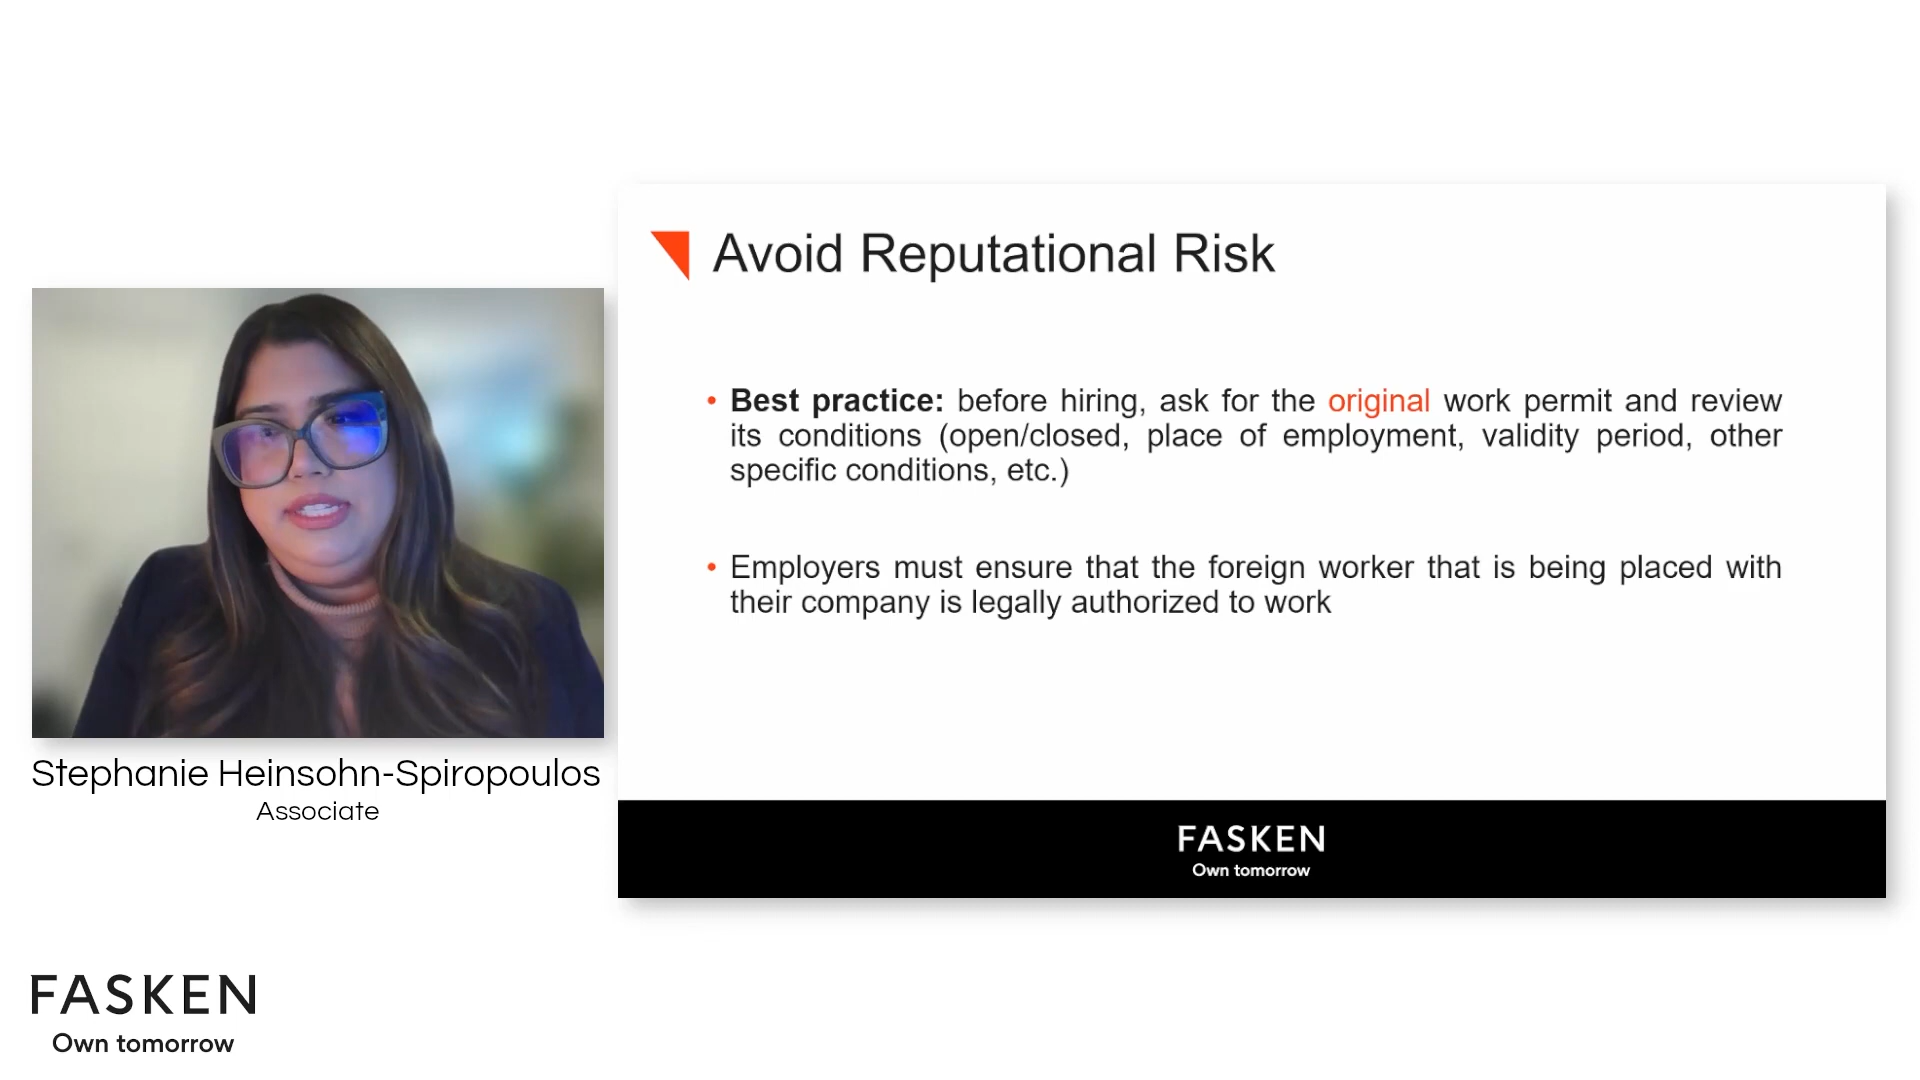 Avoid Reputational Risk
• Best practice: before hiring, ask for the original work permit and review
its conditions (open/closed, place of employment, validity period, other
specific conditions, etc.)
• Employers must ensure that the foreign worker that is being placed with
their company is legally authorized to work
Stephanie Heinsohn-Spiropoulos
Associate
FASKEN
Own tomorrow
FASKEN
Own tomorrow